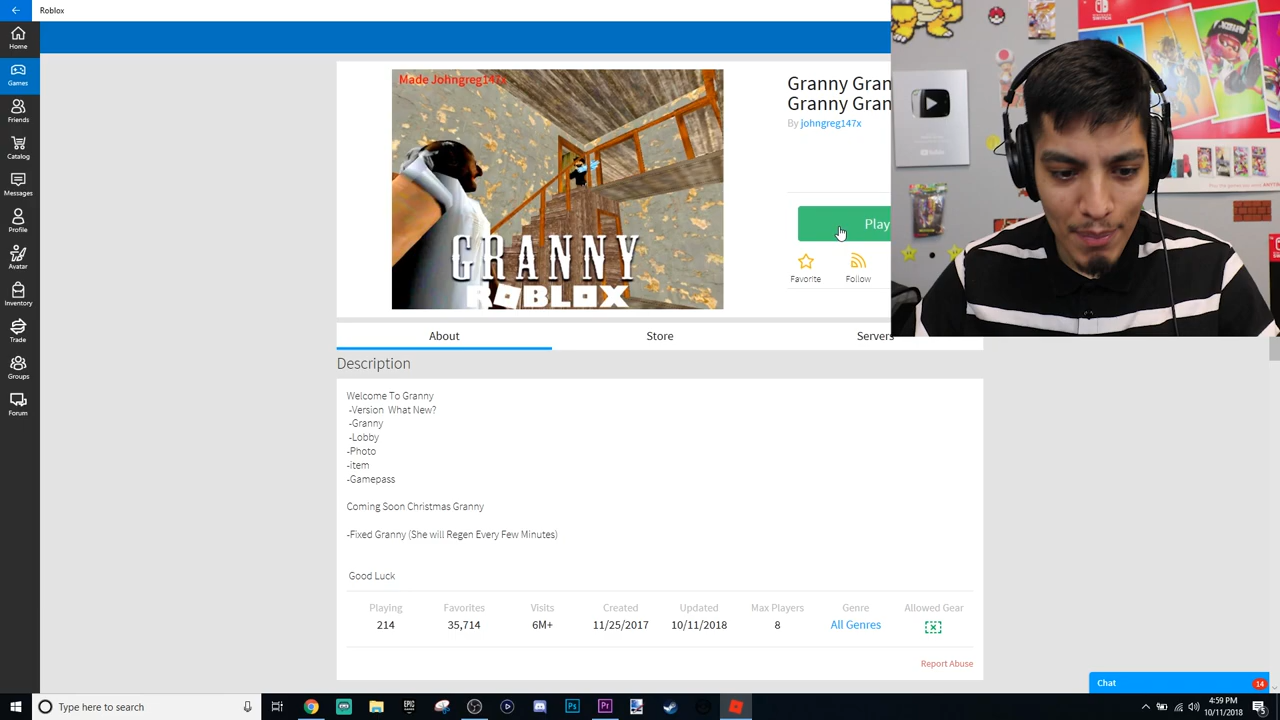 Roblox
Home
Games
Friends
Catalog
Messages
Profile
Avatar
Inventory
Trade
Groups
Forum
Made Johngreg147x
GRANNY
ROBLOX
Granny Gran
Granny Gran
By johngreg147x
Play
Favorite
Follow
About
Store
Servers
Description
Welcome To Granny
-Version What New?
-Granny
-Lobby
-Photo
-item
-Gamepass
Coming Soon Christmas Granny
-Fixed Granny (She will Regen Every Few Minutes)
Good Luck
Playing
Favorites
Visits
Created
Updated
Max Players
Genre
Allowed Gear
214
35,714
6M+
11/25/2017
10/11/2018
8
All Genres
Report Abuse
Chat
14
Type here to search
EPIC
Ps
Pr
4:59 PM
10/11/2018
5